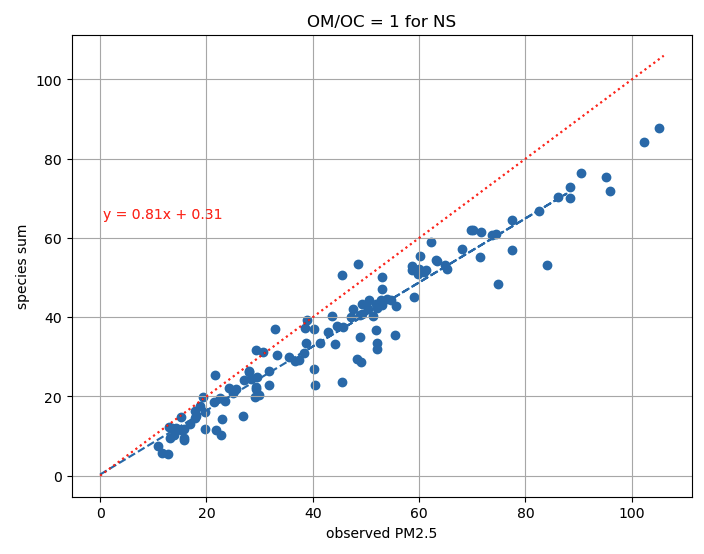 OM/OC = 1 for NS
100
80
60
40
20
0
species sum
y = 0.81x + 0.31
0 20 40 60 80 100
observed PM2.5